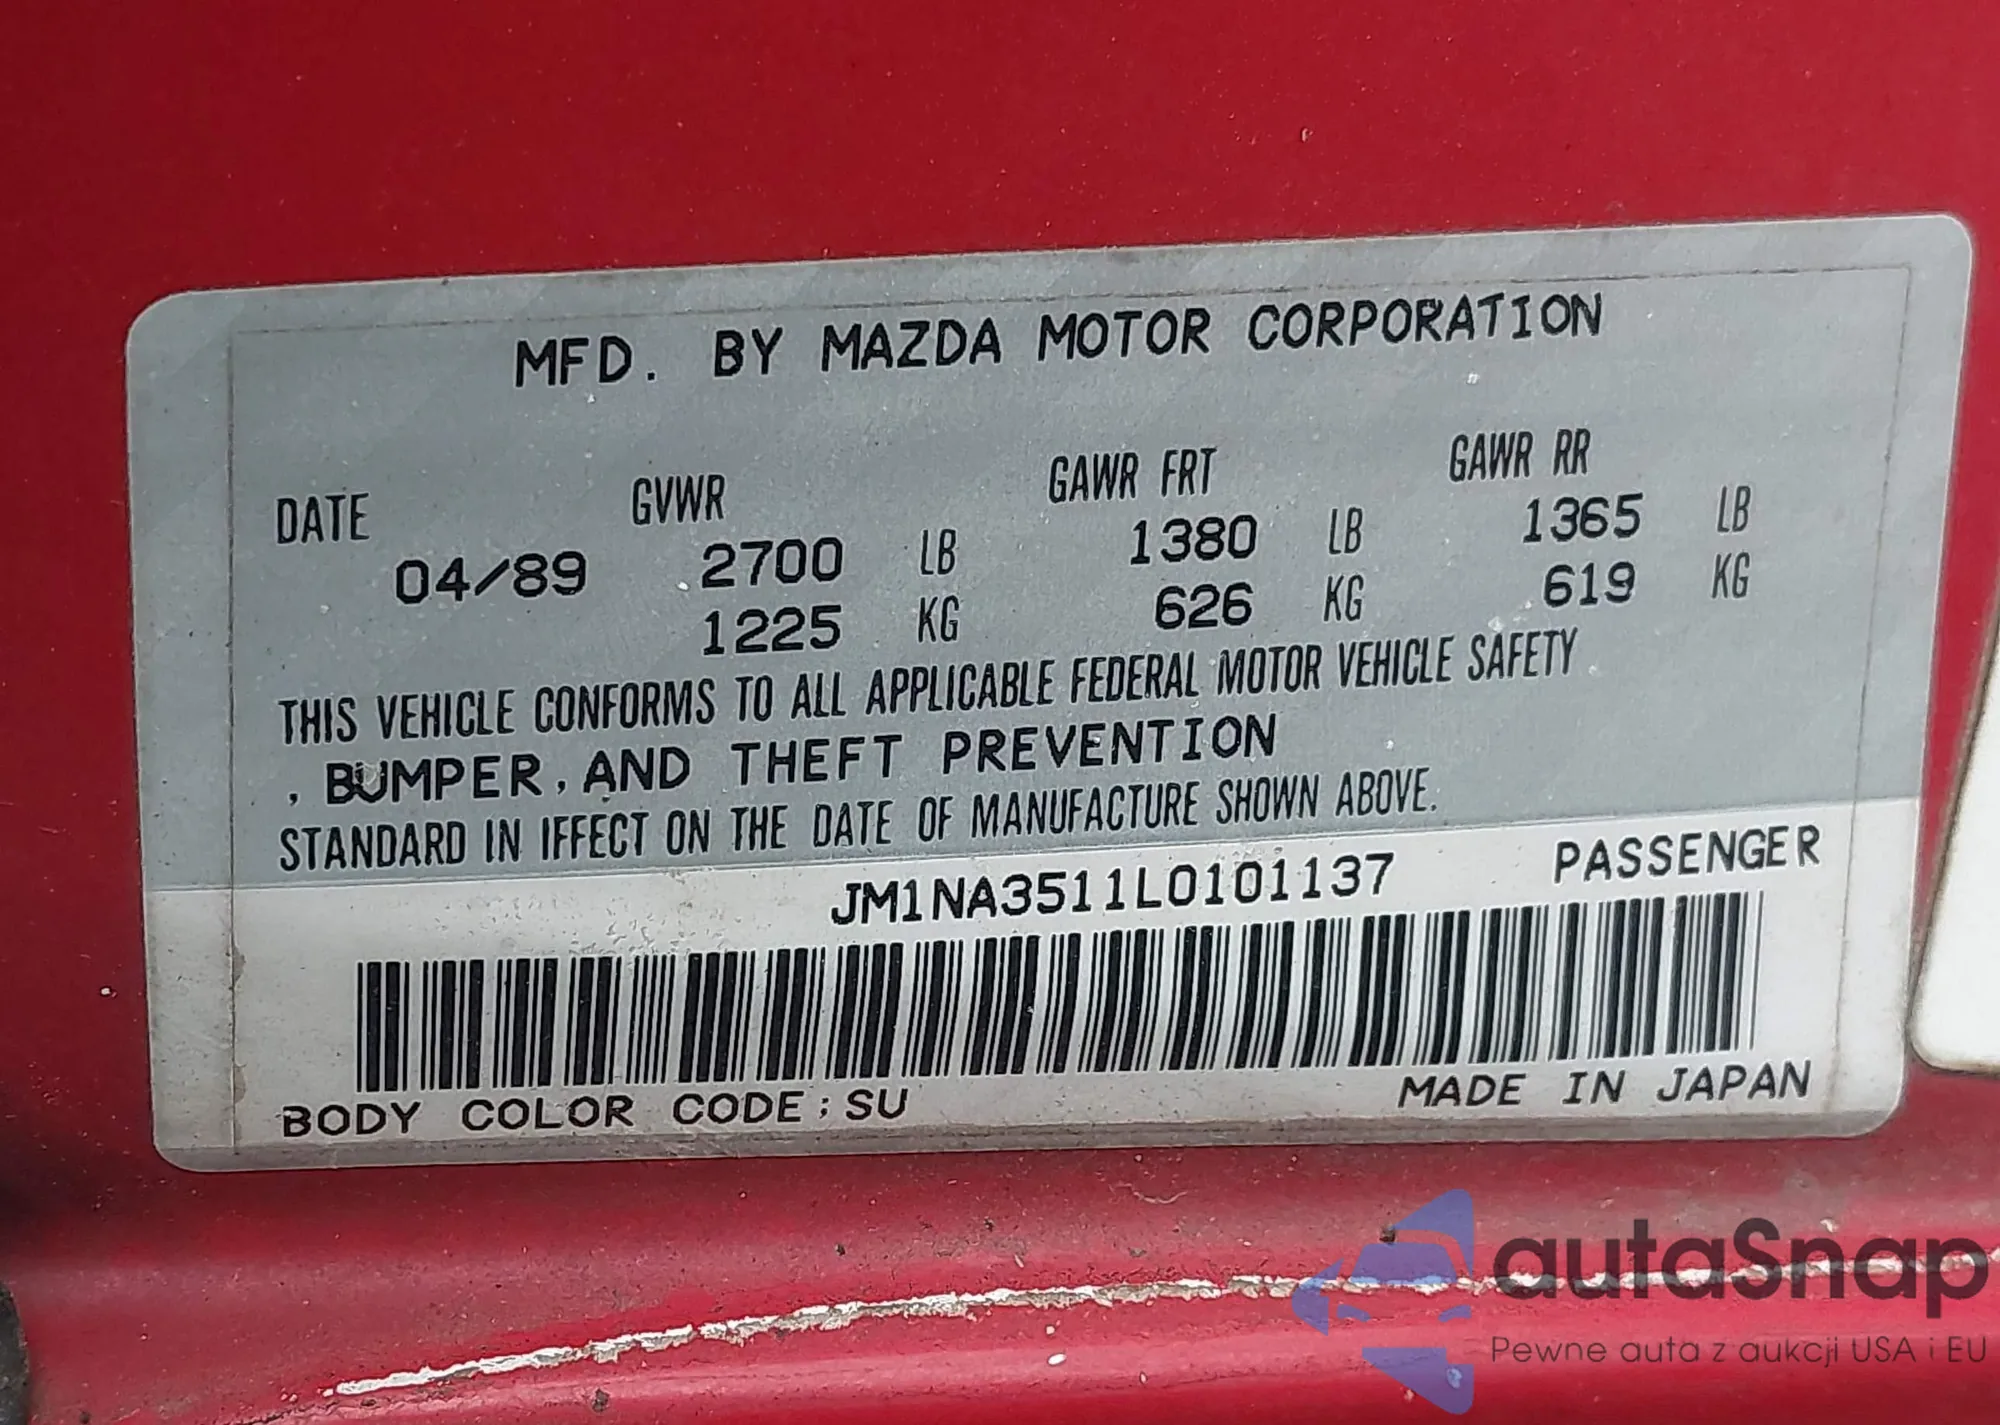 MFD. BY MAZDA MOTOR CORPORATION
DATE GVWR GAWR FRT GAWR RR
04/89 2700 LB 1380 LB 1365 LB
1225 KG 626 KG 619 KG
THIS VEHICLE CONFORMS TO ALL APPLICABLE FEDERAL MOTOR VEHICLE SAFETY
, BUMPER, AND THEFT PREVENTION
STANDARD IN IFFECT ON THE DATE OF MANUFACTURE SHOWN ABOVE.
JM1NA3511L0101137 PASSENGER
BODY COLOR CODE; SU MADE IN JAPAN
autaSnap
Pewne auta z aukcji USA i EU